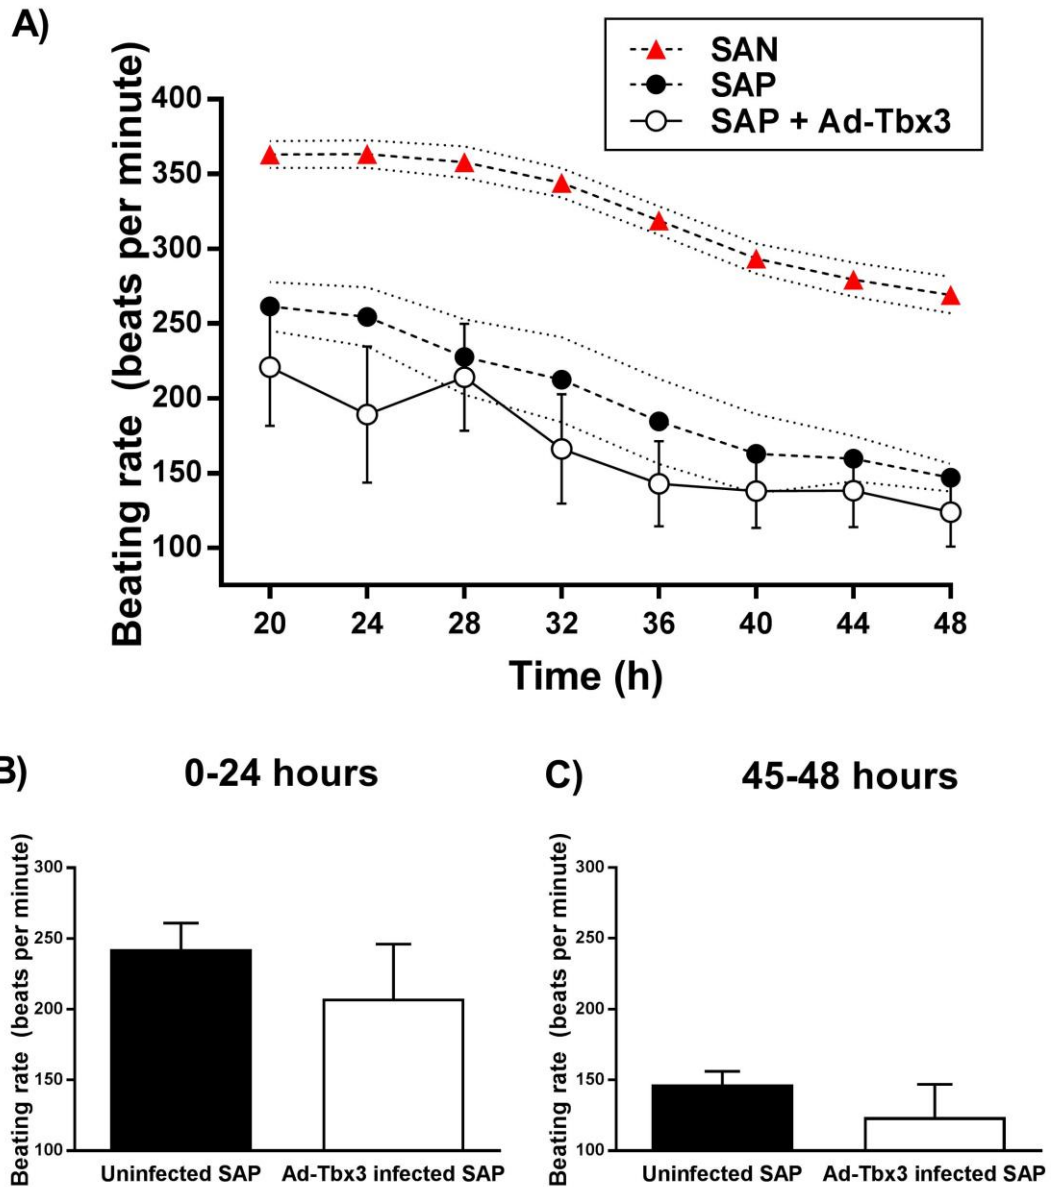 A)
SAN
SAP
SAP + Ad-Tbx3
Beating rate (beats per minute)
400
350
300
250
200
150
100
20 24 28 32 36 40 44 48
Time (h)
B) 0-24 hours
Beating rate (beats per minute)
300
250
200
150
100
Uninfected SAP Ad-Tbx3 infected SAP
C) 45-48 hours
Beating rate (beats per minute)
300
250
200
150
100
Uninfected SAP Ad-Tbx3 infected SAP